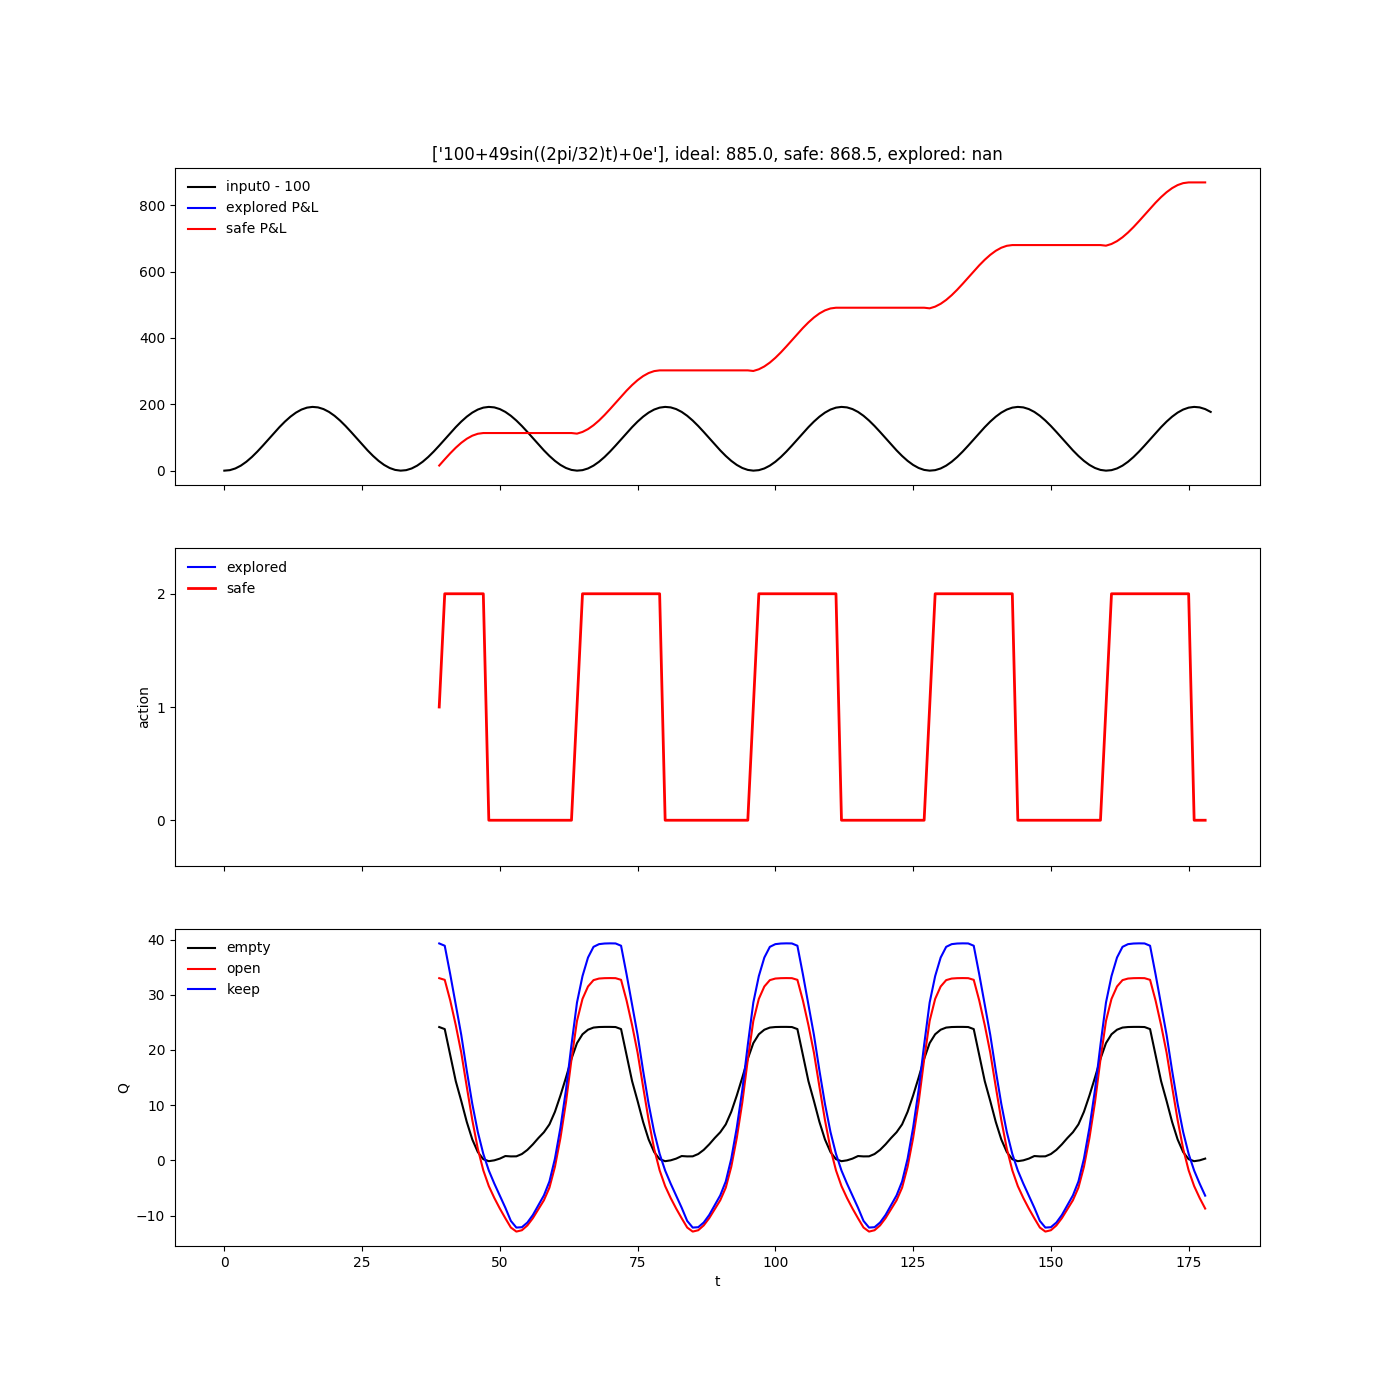 ['100+49sin((2pi/32)t)+0e'], ideal: 885.0, safe: 868.5, explored: nan
input0 - 100
explored P&L
safe P&L
800
600
400
200
0
explored
safe
2
1
0
action
empty
open
keep
40
30
20
10
0
−10
Q
0 25 50 75 100 125 150 175
t